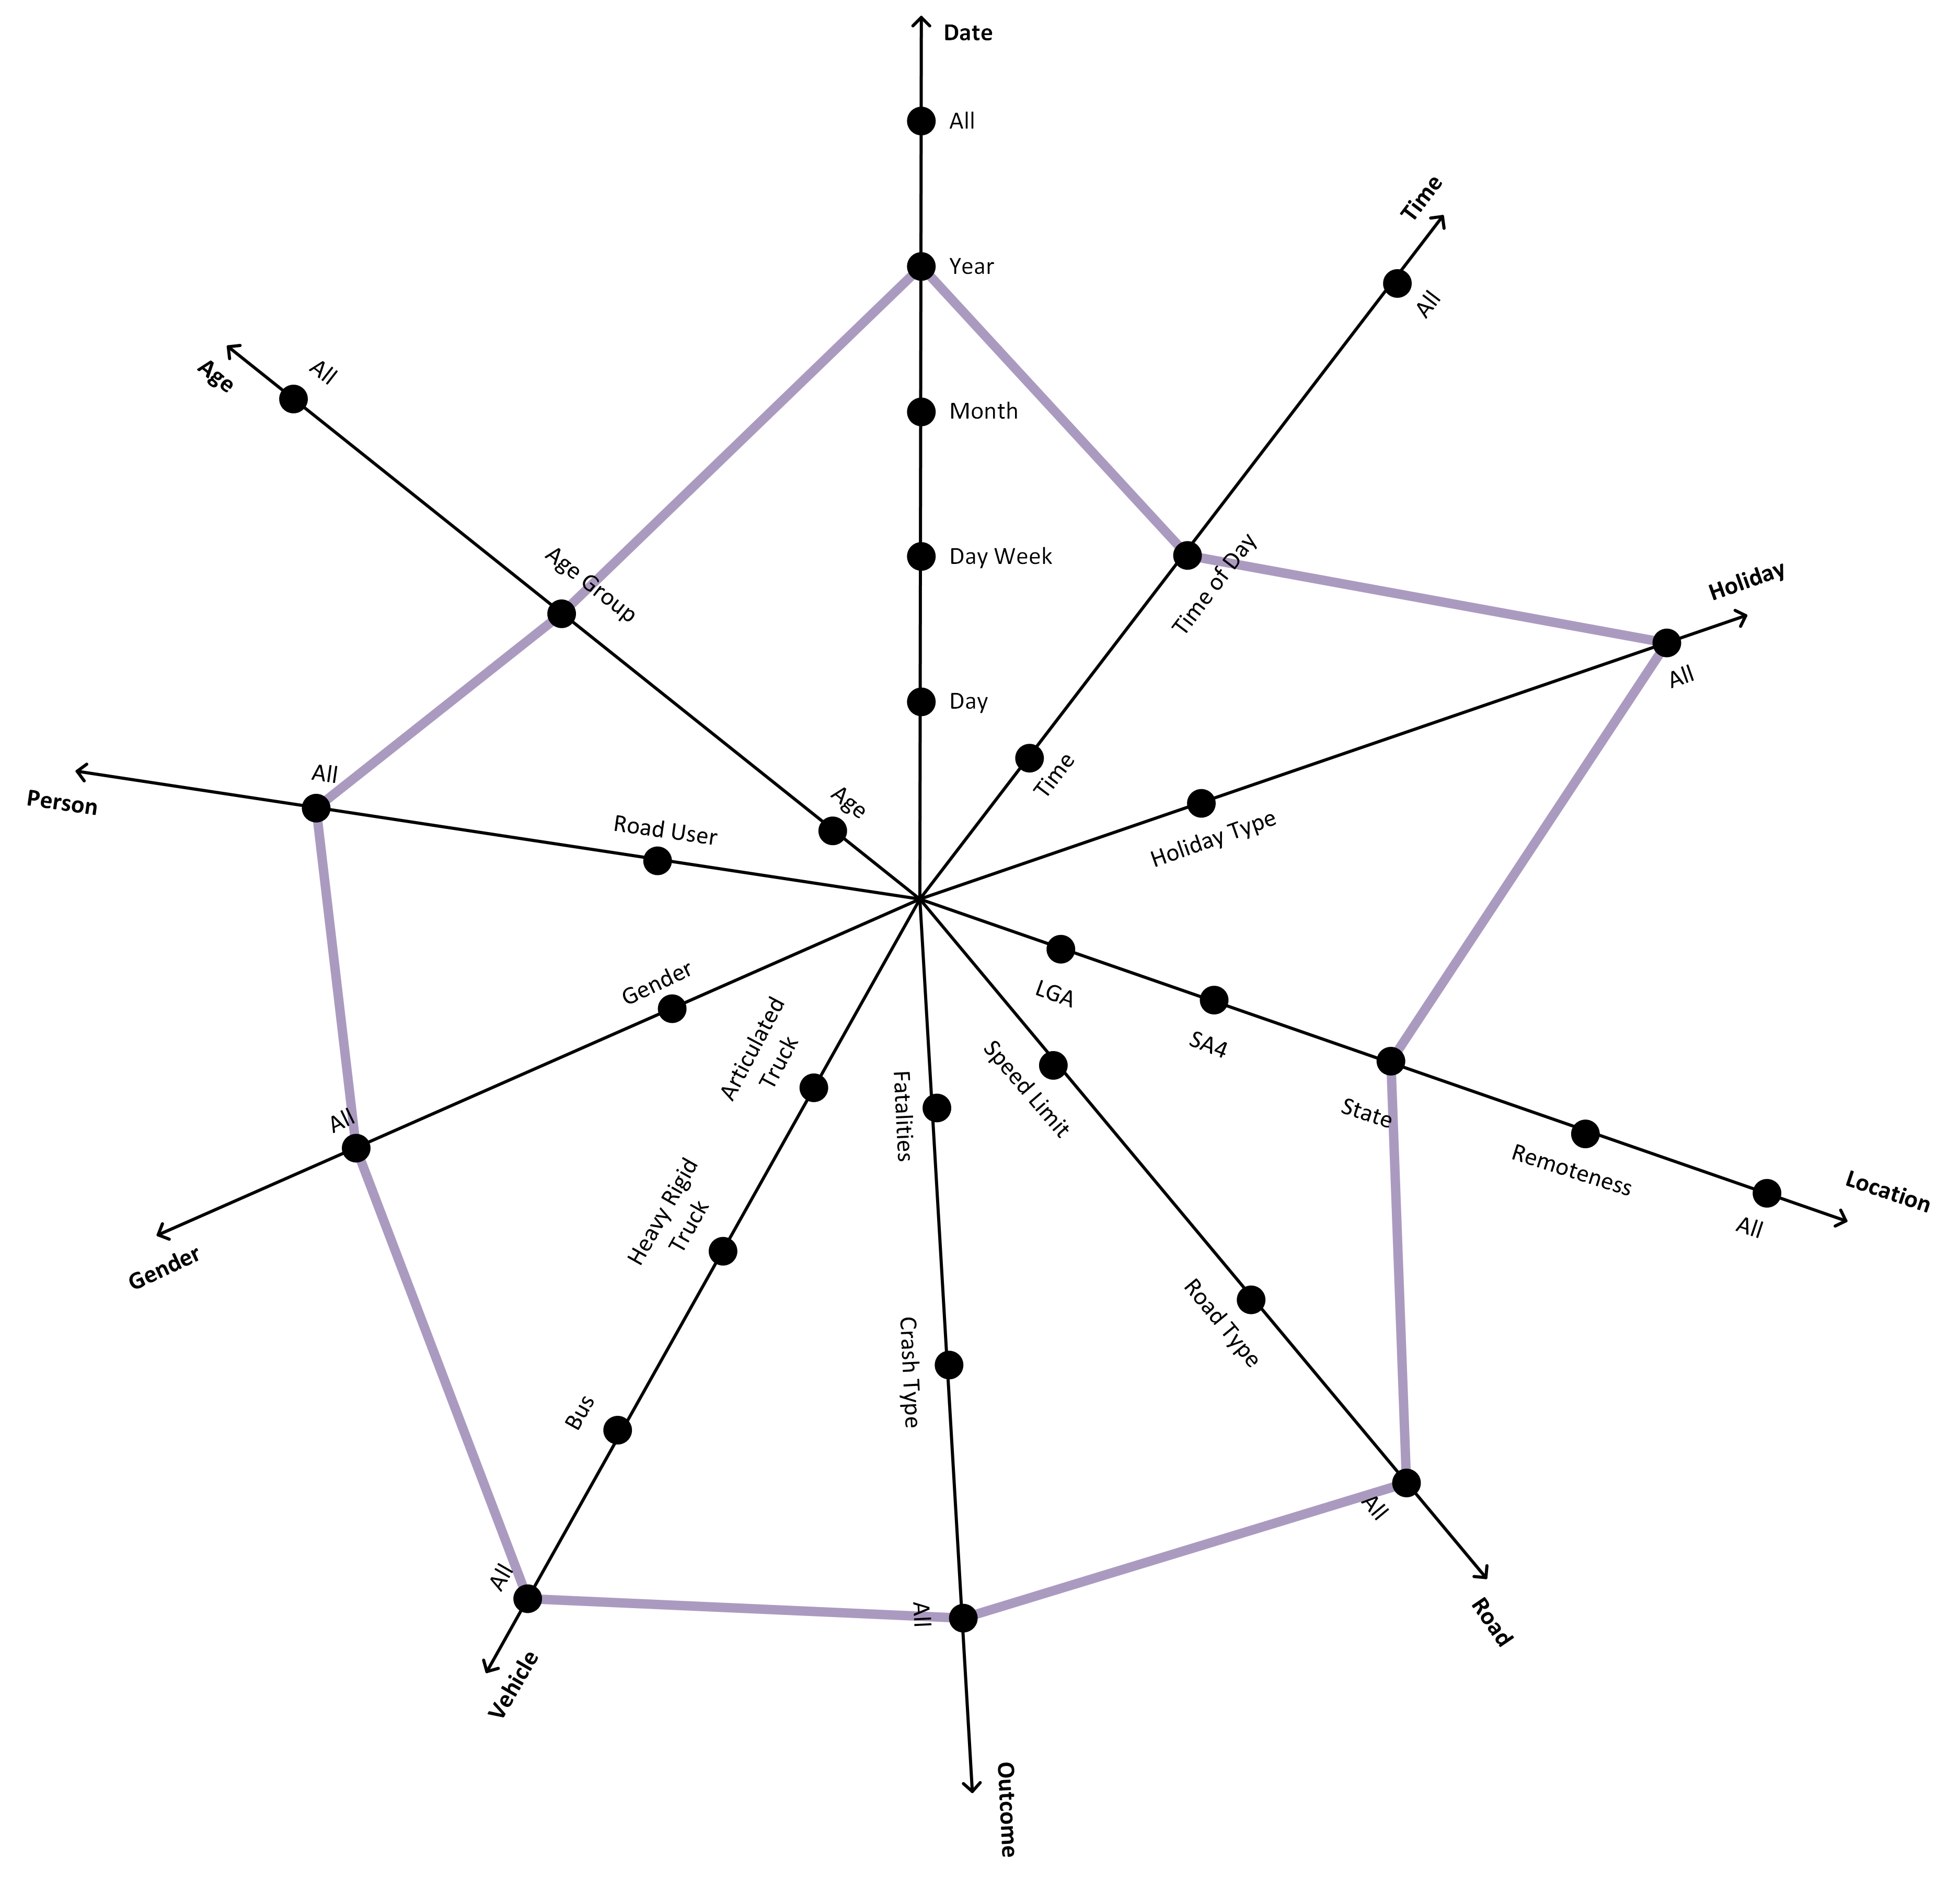 Date
All
Year
Month
Day Week
Day
Time
All
Time of Day
Time
Holiday
All
Holiday Type
Location
All
Remoteness
State
SA4
LGA
Road
All
Road Type
Speed Limit
Outcome
All
Crash Type
Fatalities
Vehicle
All
Bus
Heavy Rigid
Truck
Articulated
Truck
Gender
All
Gender
Person
All
Road User
Age
All
Age Group
Age